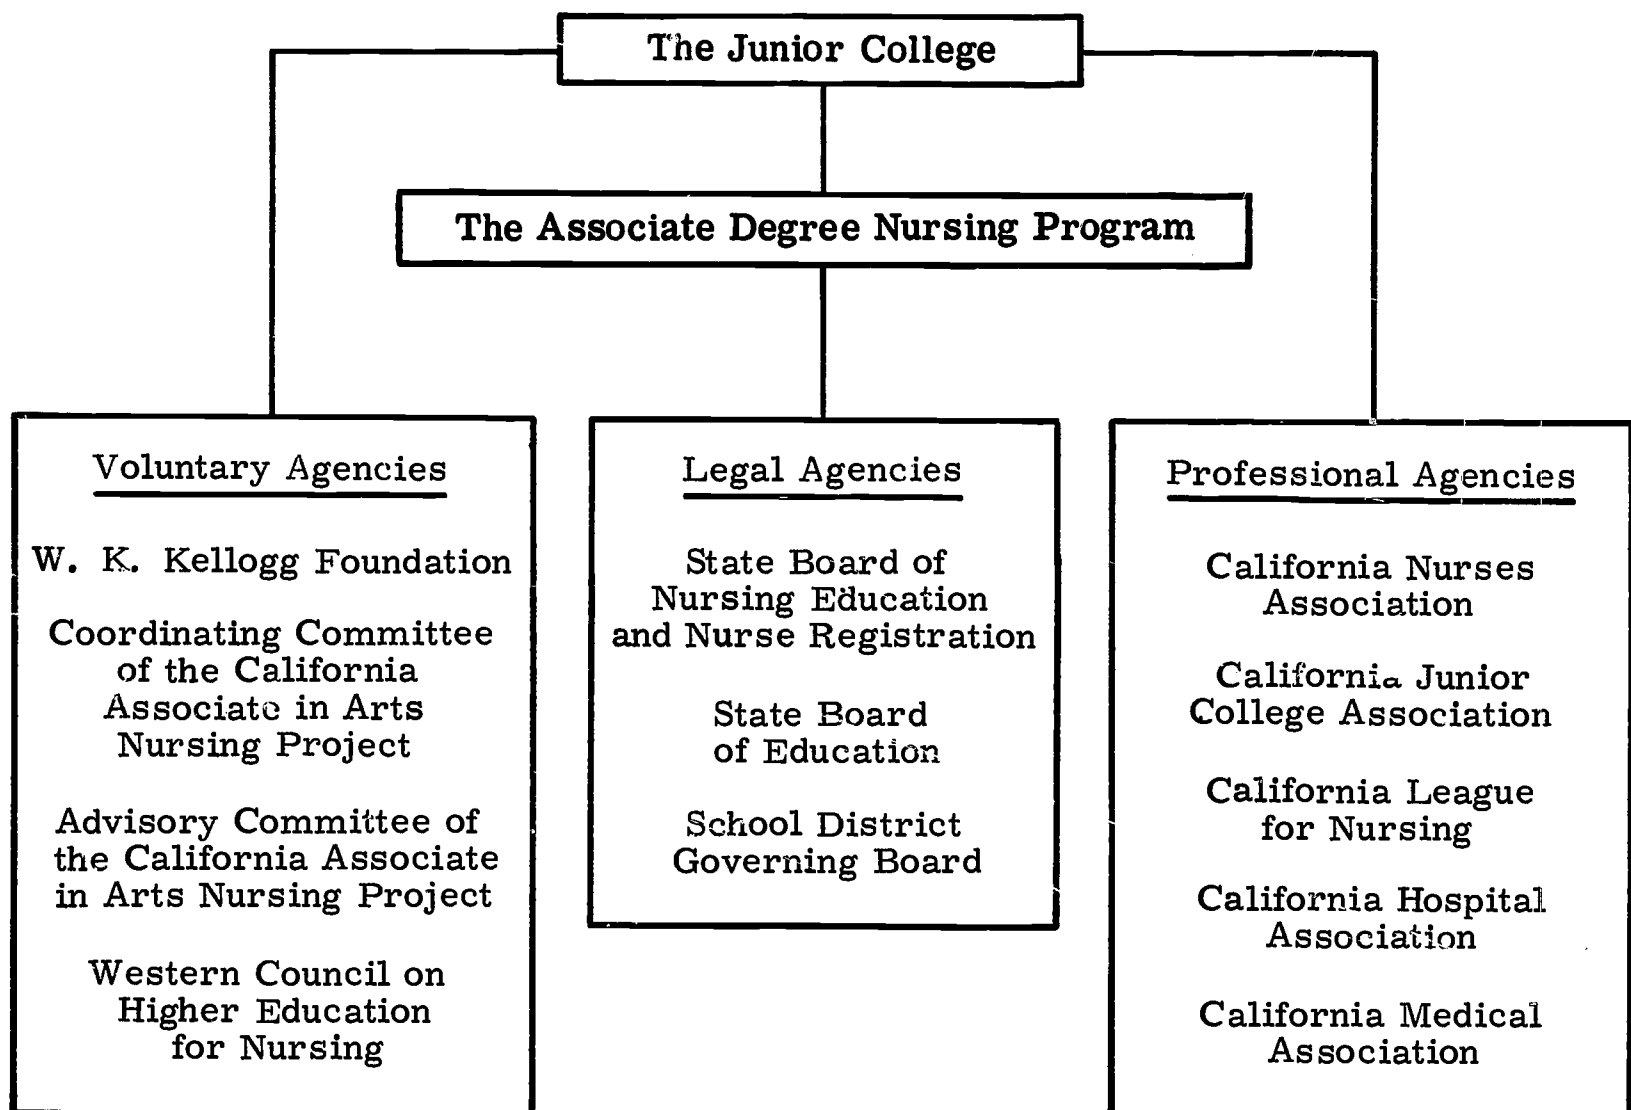 The Junior College
The Associate Degree Nursing Program
Voluntary Agencies
W. K. Kellogg Foundation
Coordinating Committee
of the California
Associate in Arts
Nursing Project
Advisory Committee of
the California Associate
in Arts Nursing Project
Western Council on
Higher Education
for Nursing
Legal Agencies
State Board of
Nursing Education
and Nurse Registration
State Board
of Education
School District
Governing Board
Professional Agencies
California Nurses
Association
California Junior
College Association
California League
for Nursing
California Hospital
Association
California Medical
Association